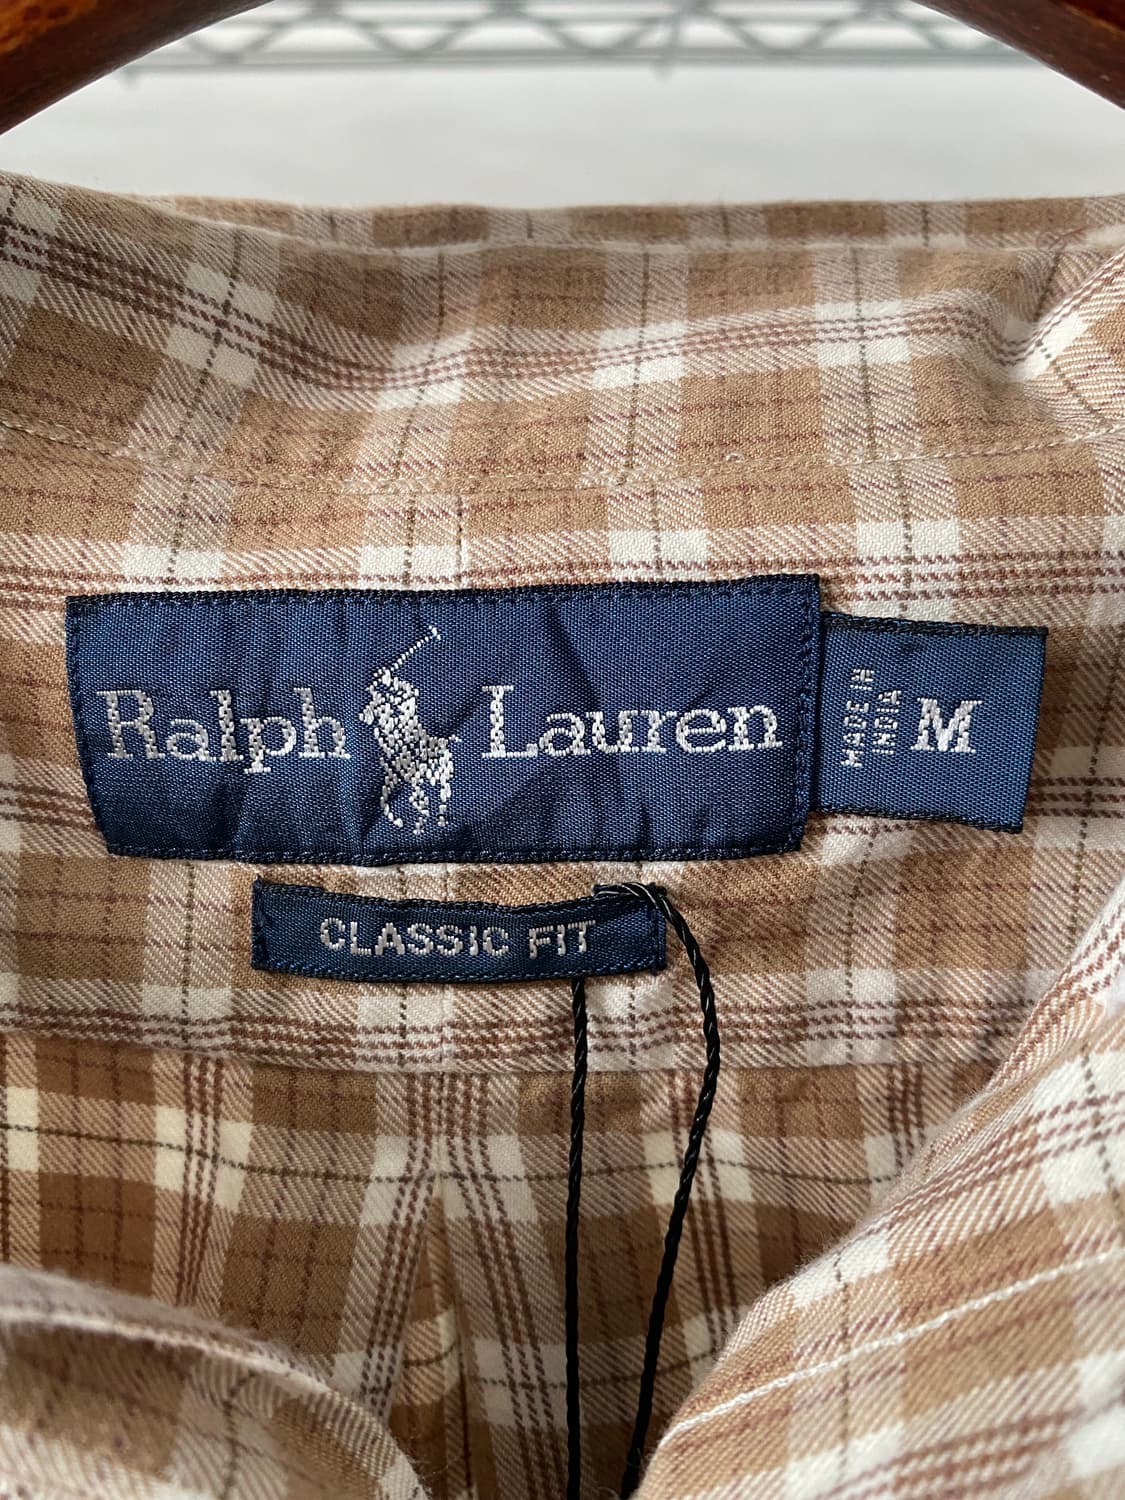 Ralph Lauren
MADE IN
INDIA
M
CLASSIC FIT